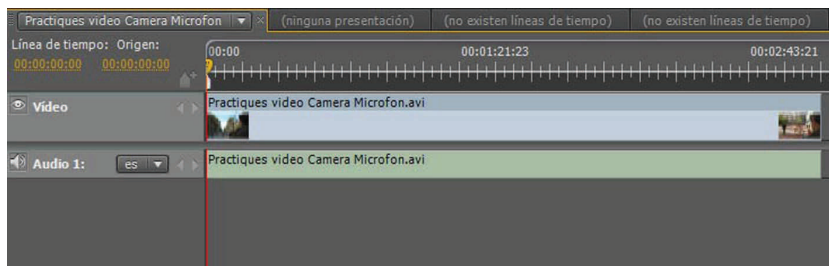 Practiques video Camera Microfon (ninguna presentación) (no existen líneas de tiempo) (no existen líneas de tiempo)
Línea de tiempo: Origen:
00:00:00:00 00:00:00:00
00:00 00:01:21:23 00:02:43:21
Vídeo
Practiques video Camera Microfon.avi
Audio 1: es
Practiques video Camera Microfon.avi